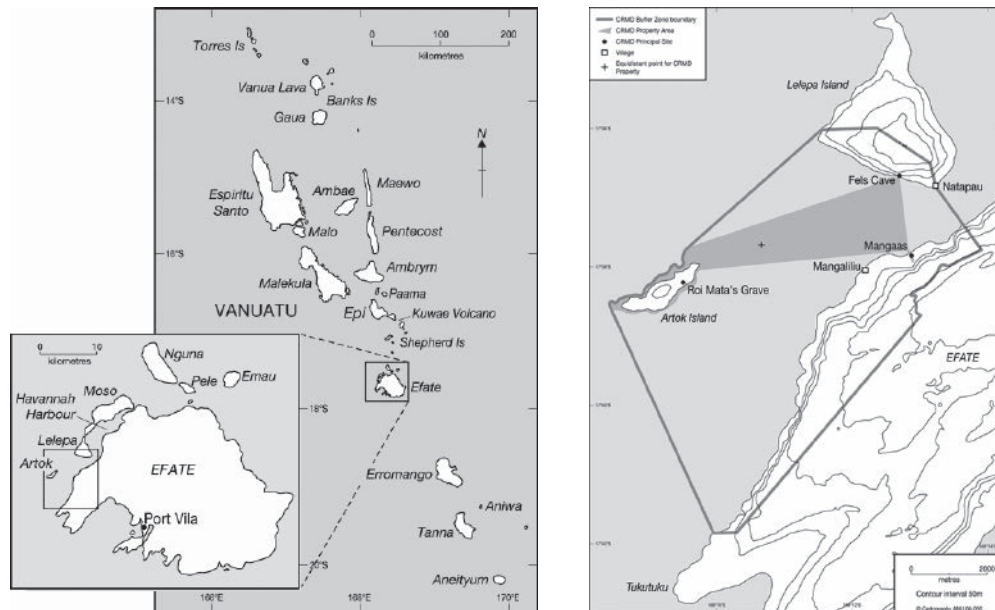 Torres Is
0 100 200
kilometres
Vanua Lava
Banks Is
Gaua
14°S
N
Espiritu
Santo
Ambae
Maewo
Malo
Pentecost
16°S
Malekula
Ambrym
VANUATU
Paama
Epi
Kuwae Volcano
Shepherd Is
Efate
18°S
Erromango
Aniwa
Tanna
20°S
Aneityum
168°E
168°E
170°E
0 10
kilometres
Nguna
Pele
Emau
Moso
Havannah
Harbour
Lelepa
Artok
EFATE
Port Vila
CRMD Buffer Zone boundary
CRMD Property Area
CRMD Principal Site
Village
Equidistant point for CRMD
Property
Lelepa Island
Fels Cave
Natapau
Mangaas
Mangaliliu
Roi Mata's Grave
Artok Island
EFATE
Tukutuku
0 2000
metres
Contour interval 50m